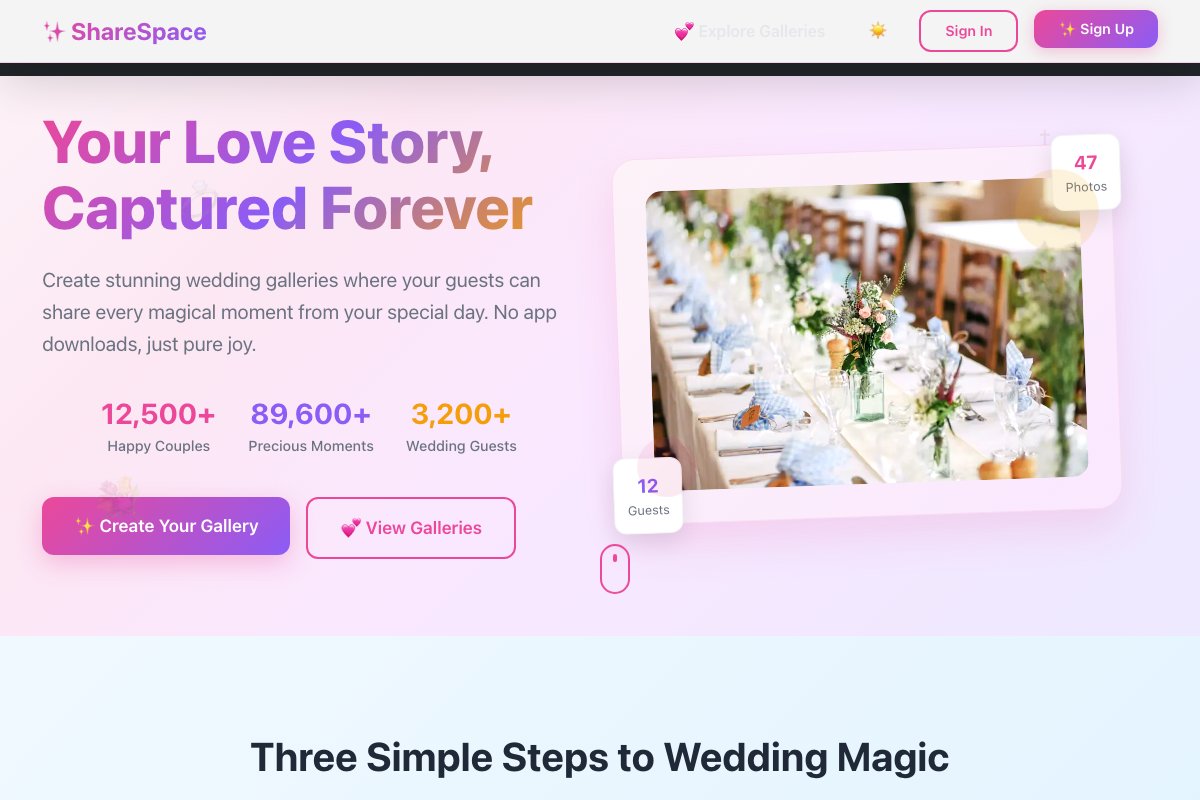 ✨ ShareSpace
💕 Explore Galleries
☀️
Sign In
✨ Sign Up
Your Love Story,
Captured Forever
Create stunning wedding galleries where your guests can
share every magical moment from your special day. No app
downloads, just pure joy.
12,500+
Happy Couples
89,600+
Precious Moments
3,200+
Wedding Guests
✨ Create Your Gallery
💕 View Galleries
47
Photos
12
Guests
Three Simple Steps to Wedding Magic